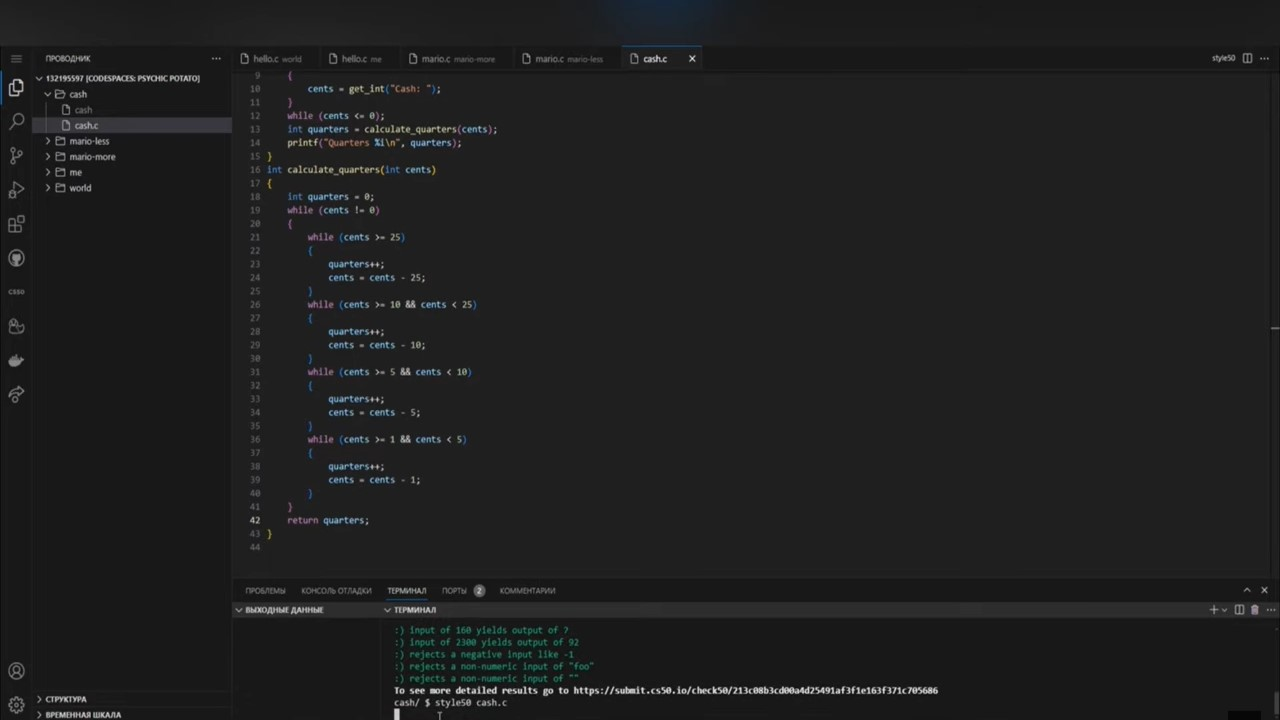 ПРОВОДНИК
hello.c world
hello.c me
mario.c mario-more
mario.c mario-less
cash.c
style50
132195597 [CODESPACES: PSYCHIC POTATO]
cash
cash
cash.c
mario-less
mario-more
me
world
CS50
9 {
10 cents = get_int("Cash: ");
11 }
12 while (cents <= 0);
13 int quarters = calculate_quarters(cents);
14 printf("Quarters %i\n", quarters);
15 }
16 int calculate_quarters(int cents)
17 {
18 int quarters = 0;
19 while (cents != 0)
20 {
21 while (cents >= 25)
22 {
23 quarters++;
24 cents = cents - 25;
25 }
26 while (cents >= 10 && cents < 25)
27 {
28 quarters++;
29 cents = cents - 10;
30 }
31 while (cents >= 5 && cents < 10)
32 {
33 quarters++;
34 cents = cents - 5;
35 }
36 while (cents >= 1 && cents < 5)
37 {
38 quarters++;
39 cents = cents - 1;
40 }
41 }
42 return quarters;
43 }
44
ПРОБЛЕМЫ КОНСОЛЬ ОТЛАДКИ ТЕРМИНАЛ ПОРТЫ 2 КОММЕНТАРИИ
ВЫХОДНЫЕ ДАННЫЕ
ТЕРМИНАЛ
:) input of 160 yields output of 7
:) input of 2300 yields output of 92
:) rejects a negative input like -1
:) rejects a non-numeric input of "foo"
:) rejects a non-numeric input of ""
To see more detailed results go to https://submit.cs50.io/check50/213c08b3cd00a4d25491af3f1e163f371c705686
cash/ $ style50 cash.c
СТРУКТУРА
ВРЕМЕННАЯ ШКАЛА